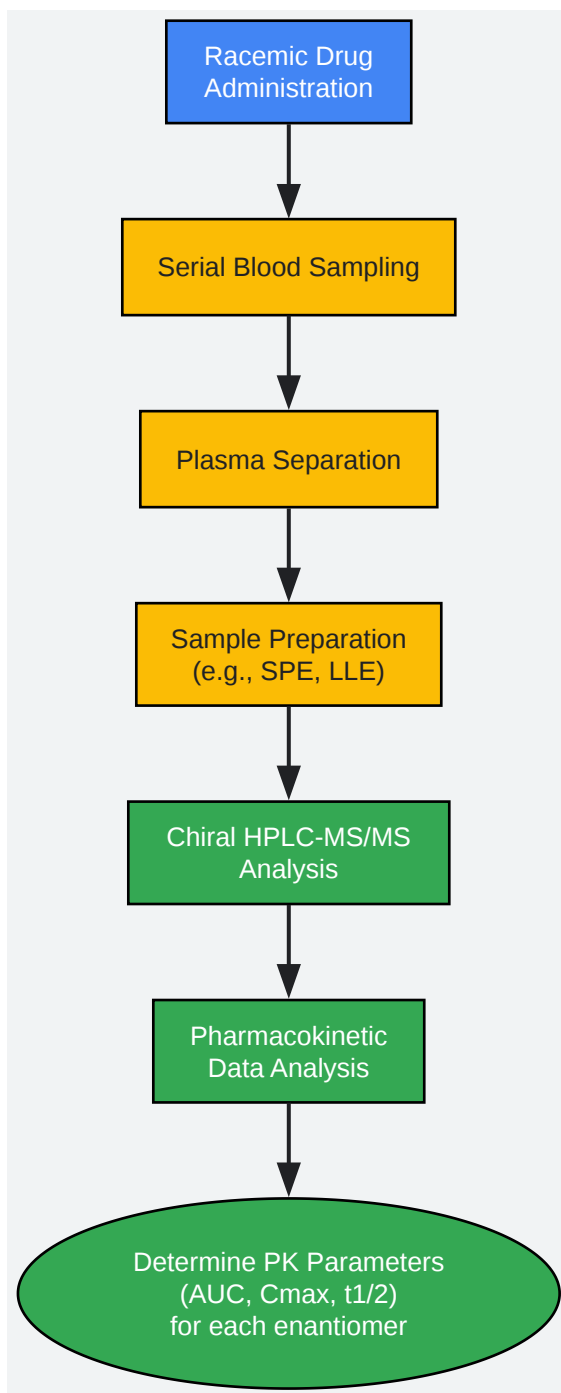 Racemic Drug
Administration
Serial Blood Sampling
Plasma Separation
Sample Preparation
(e.g., SPE, LLE)
Chiral HPLC-MS/MS
Analysis
Pharmacokinetic
Data Analysis
Determine PK Parameters
(AUC, Cmax, t1/2)
for each enantiomer